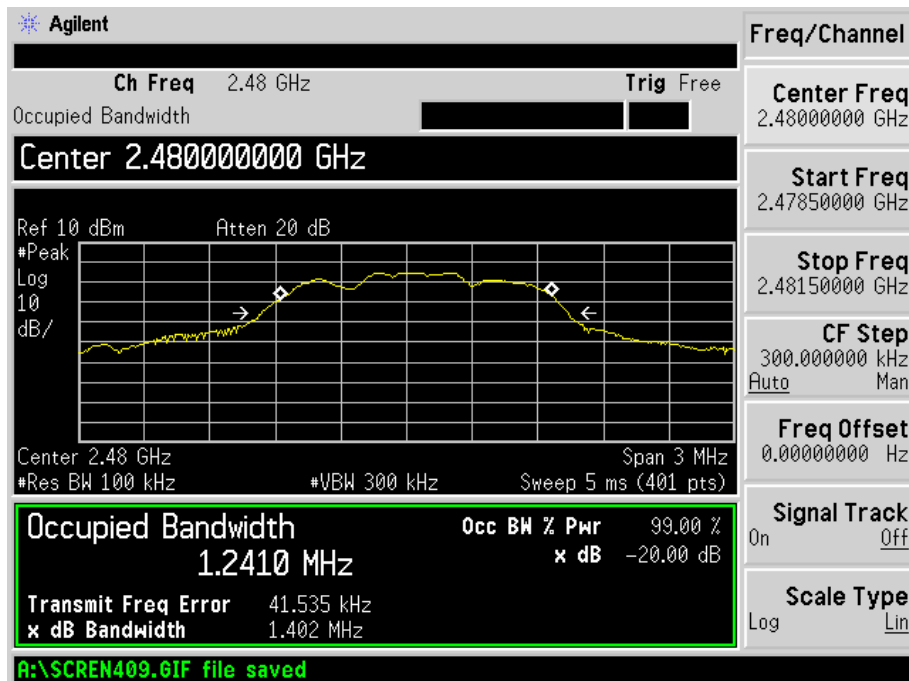 Agilent
Freq/Channel
Ch Freq 2.48 GHz Trig Free
Occupied Bandwidth
Center 2.480000000 GHz
Ref 10 dBm Atten 20 dB
#Peak
Log
10
dB/
Center 2.48 GHz Span 3 MHz
#Res BW 100 kHz #VBW 300 kHz Sweep 5 ms (401 pts)
Occupied Bandwidth
1.2410 MHz
Occ BW % Pwr 99.00 %
x dB -20.00 dB
Transmit Freq Error 41.535 kHz
x dB Bandwidth 1.402 MHz
A:\SCREN409.GIF file saved
Center Freq
2.48000000 GHz
Start Freq
2.47850000 GHz
Stop Freq
2.48150000 GHz
CF Step
300.000000 kHz
Auto Man
Freq Offset
0.00000000 Hz
Signal Track
On Off
Scale Type
Log Lin